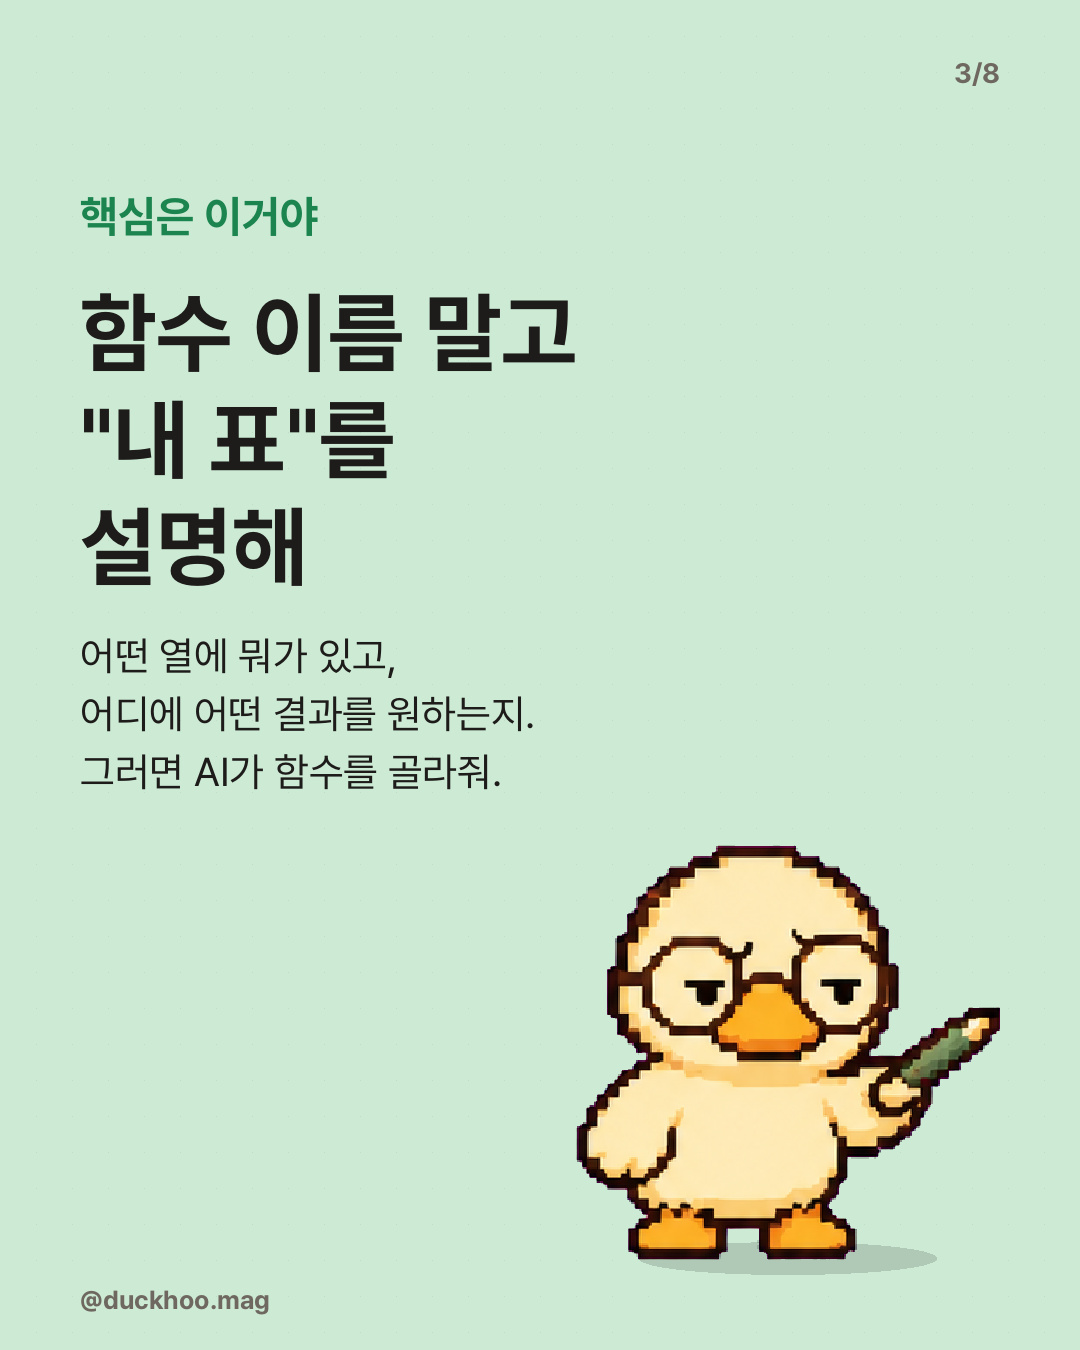 3/8
핵심은 이거야
함수 이름 말고
"내 표"를
설명해
어떤 열에 뭐가 있고,
어디에 어떤 결과를 원하는지.
그러면 AI가 함수를 골라줘.
@duckhoo.mag